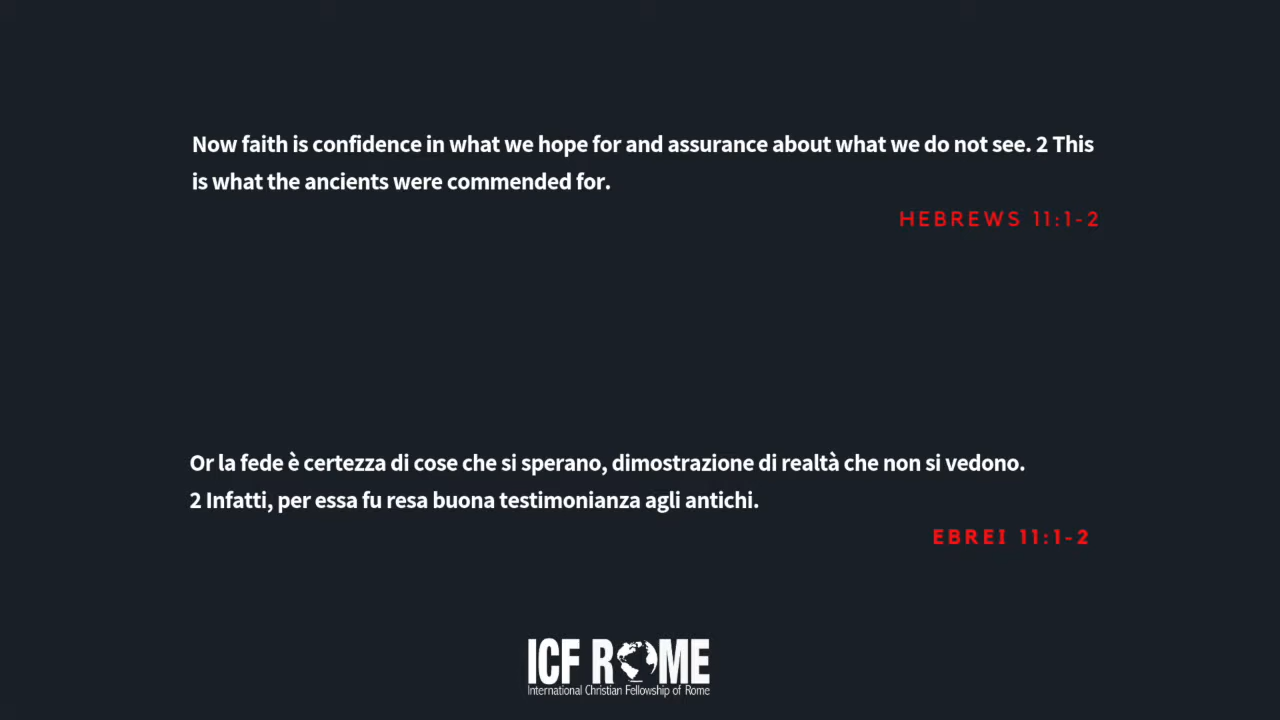 Now faith is confidence in what we hope for and assurance about what we do not see. 2 This
is what the ancients were commended for.
HEBREWS 11:1-2
Or la fede è certezza di cose che si sperano, dimostrazione di realtà che non si vedono.
2 Infatti, per essa fu resa buona testimonianza agli antichi.
EBREI 11:1-2
ICF ROME
International Christian Fellowship of Rome